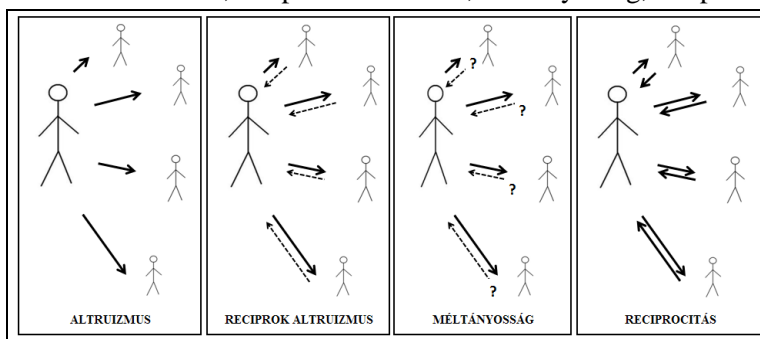 ?
?
?
?
ALTRUIZMUS
RECIPROK ALTRUIZMUS
MÉLTÁNYOSSÁG
RECIPROCITÁS